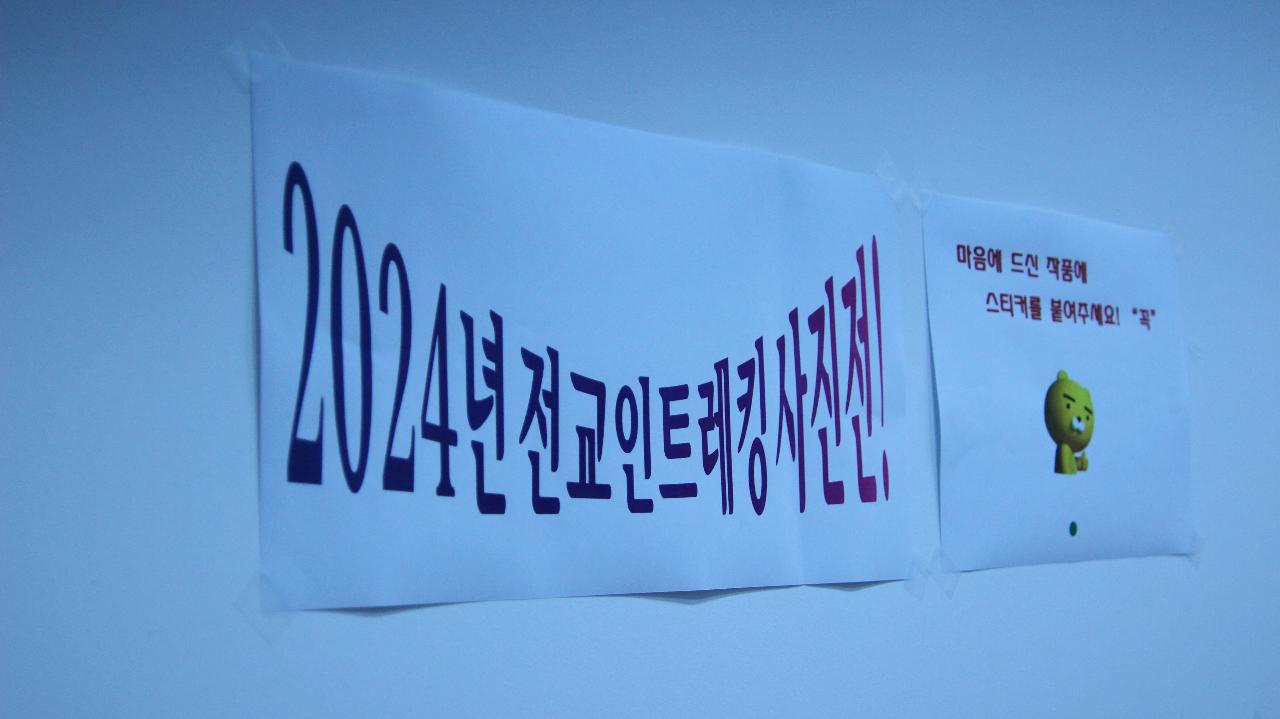 2024년 전교인트레킹사진전!
마음에 드신 작품에
스티커를 붙여주세요! "꼭"